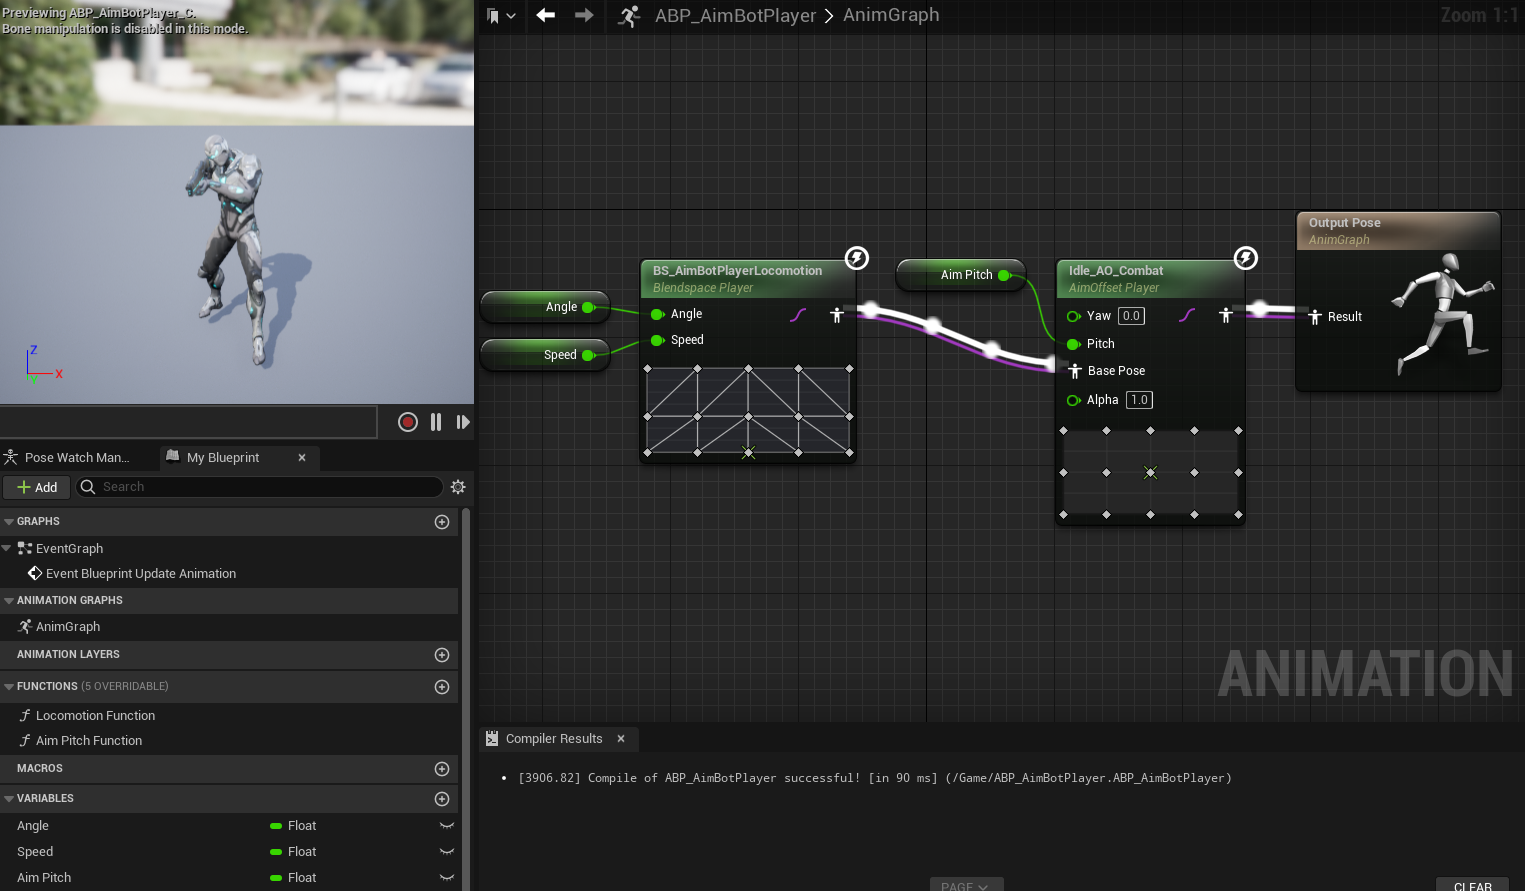 Previewing ABP_AimBotPlayer_C.
Bone manipulation is disabled in this mode.
Z
X
Y
ABP_AimBotPlayer > AnimGraph
Zoom 1:1
Angle
Speed
BS_AimBotPlayerLocomotion
Blendspace Player
Angle
Speed
Aim Pitch
Idle_AO_Combat
AimOffset Player
Yaw 0.0
Pitch
Base Pose
Alpha 1.0
Output Pose
AnimGraph
Result
ANIMATION
Pose Watch Man...
My Blueprint
Add
Search
GRAPHS
EventGraph
Event Blueprint Update Animation
ANIMATION GRAPHS
AnimGraph
ANIMATION LAYERS
FUNCTIONS (5 OVERRIDABLE)
Locomotion Function
Aim Pitch Function
MACROS
VARIABLES
Angle Float
Speed Float
Aim Pitch Float
Compiler Results
[3906.82] Compile of ABP_AimBotPlayer successful! [in 90 ms] (/Game/ABP_AimBotPlayer.ABP_AimBotPlayer)
PAGE
CLEAR